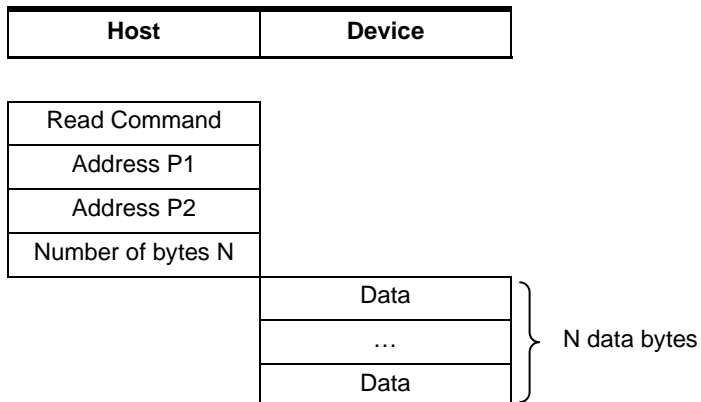 Host Device
Read Command
Address P1
Address P2
Number of bytes N
Data
… N data bytes
Data